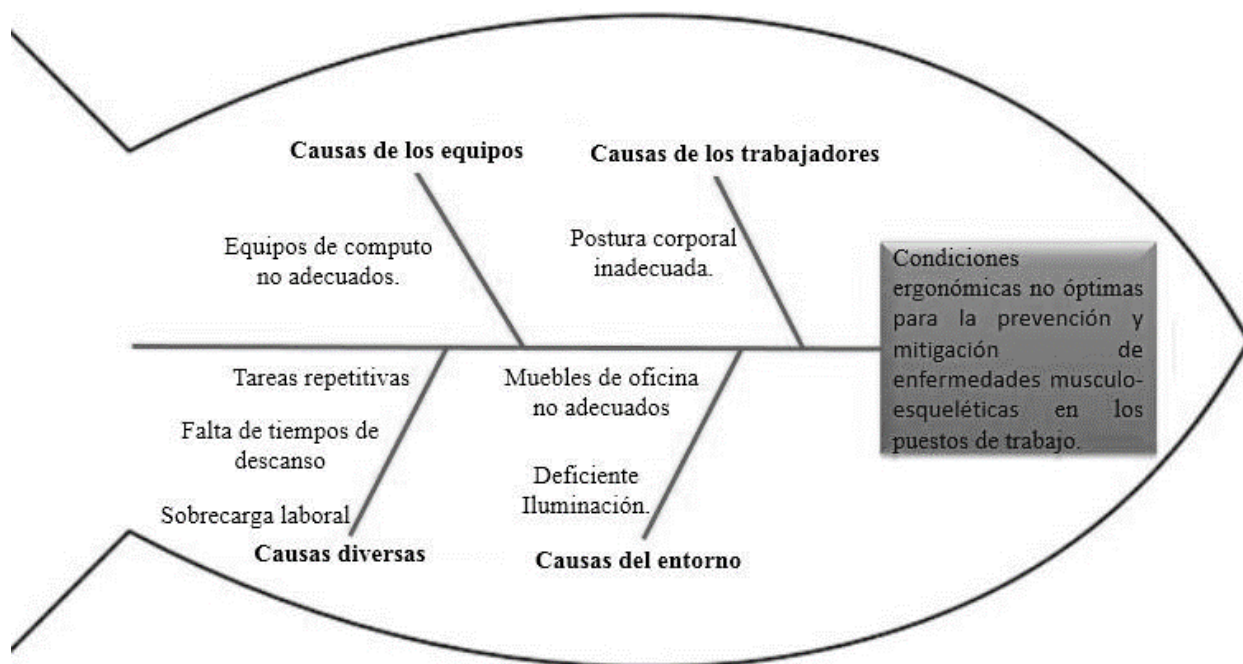 Causas de los equipos
Causas de los trabajadores
Equipos de computo
no adecuados.
Postura corporal
inadecuada.
Condiciones
ergonómicas no óptimas
para la prevención y
mitigación de
enfermedades musculo-
esqueléticas en los
puestos de trabajo.
Tareas repetitivas
Falta de tiempos de
descanso
Sobrecarga laboral
Causas diversas
Muebles de oficina
no adecuados
Deficiente
Iluminación.
Causas del entorno